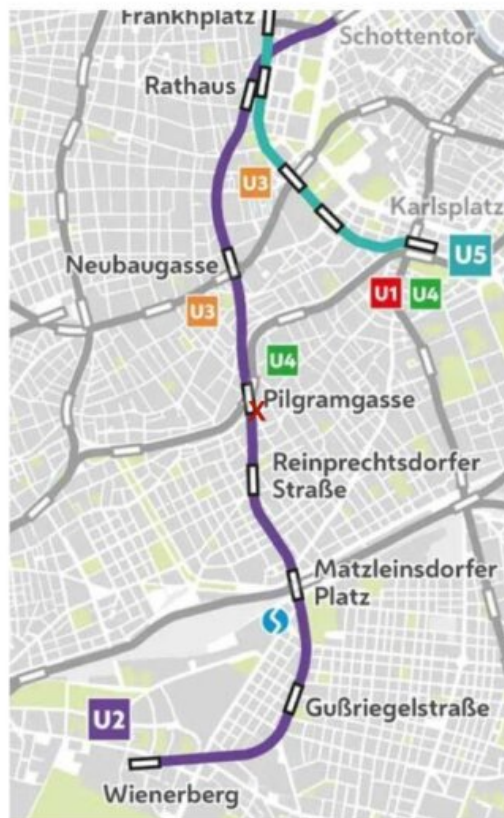 Frankhplatz
Schottentor
Rathaus
U3
Karlsplatz
U5
Neubaugasse
U1 U4
U3
U4
Pilgramgasse
X
Reinprechtsdorfer
Straße
Matzleinsdorfer
Platz
Gußriegelstraße
U2
Wienerberg